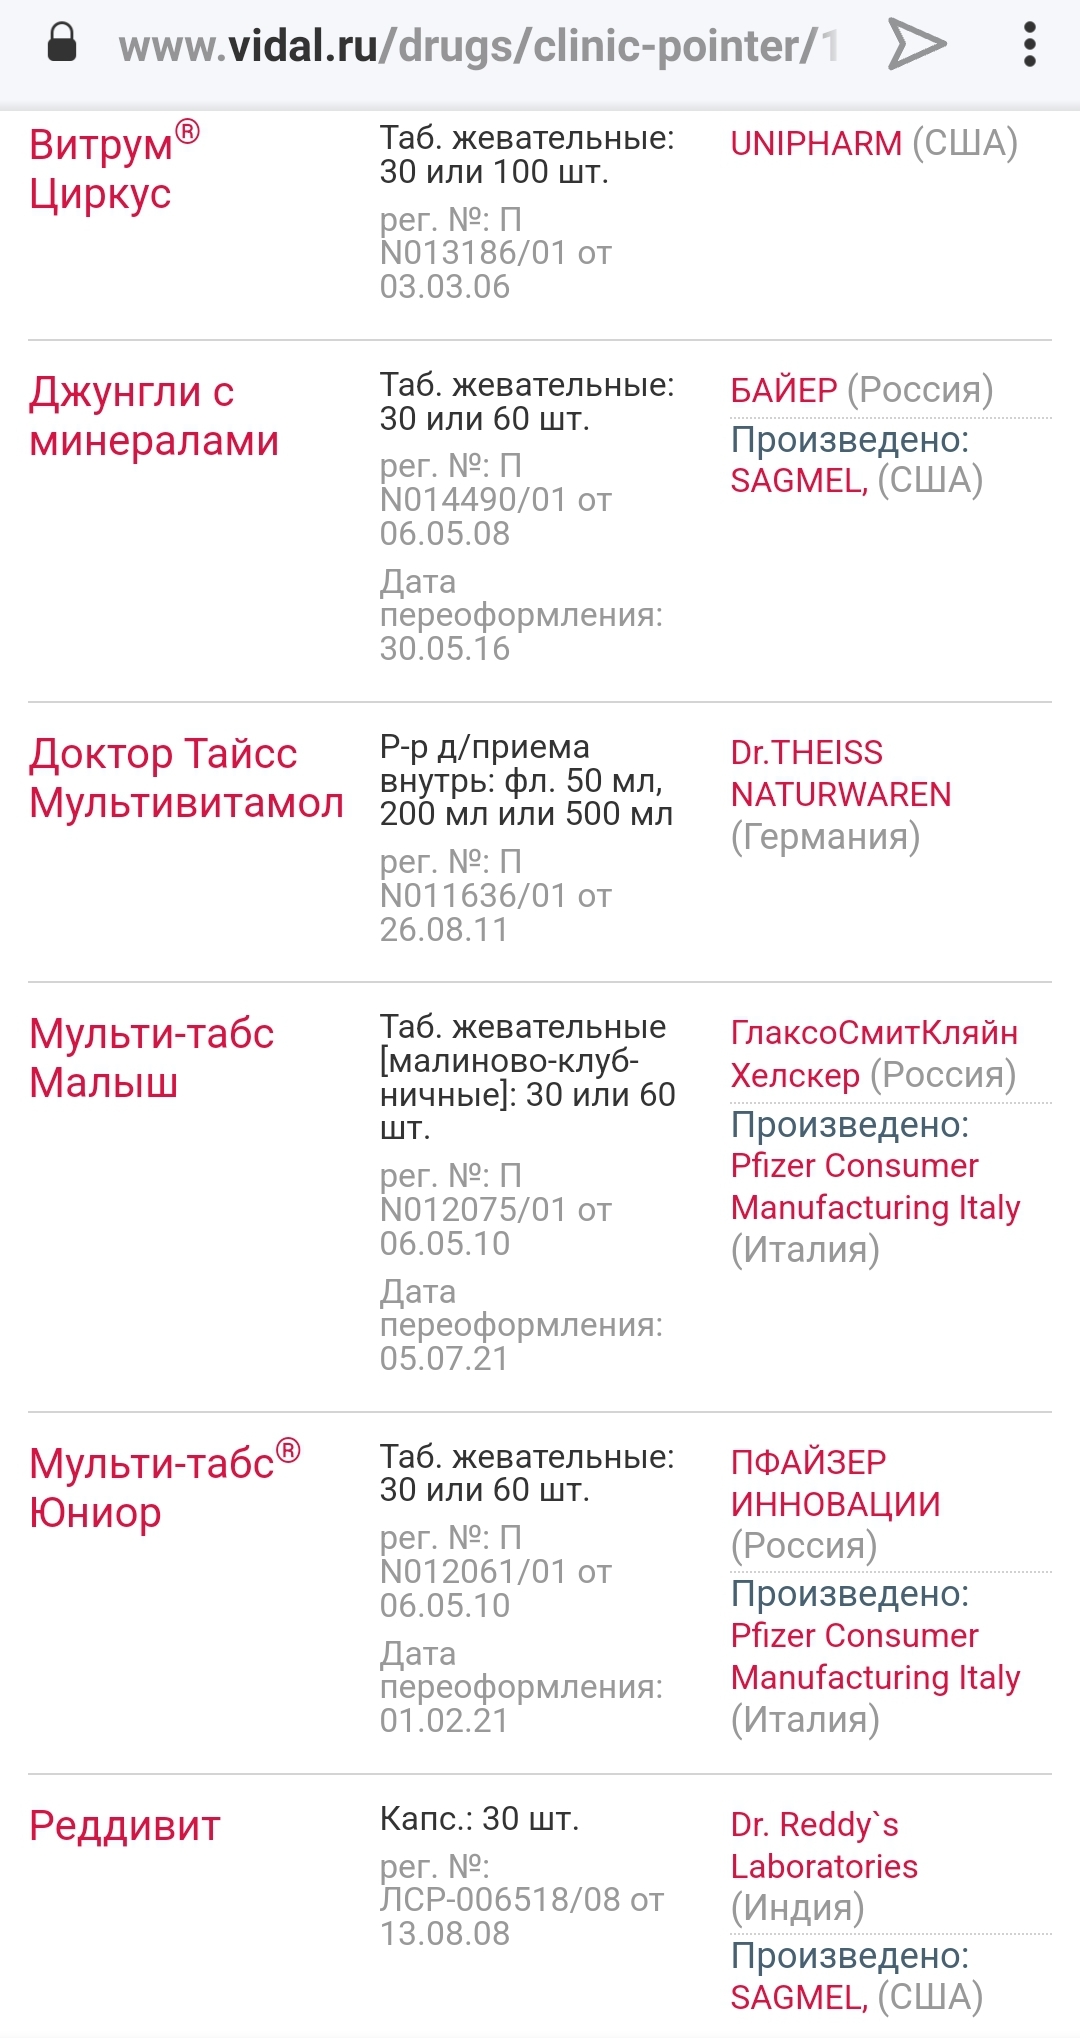 www.vidal.ru/drugs/clinic-pointer/1
Витрум®
Циркус
Таб. жевательные:
30 или 100 шт.
рег. №: П
N013186/01 от
03.03.06
UNIPHARM (США)
Джунгли с
минералами
Таб. жевательные:
30 или 60 шт.
рег. №: П
N014490/01 от
06.05.08
Дата
переоформления:
30.05.16
БАЙЕР (Россия)
Произведено:
SAGMEL, (США)
Доктор Тайсс
Мультивитамол
Р-р д/приема
внутрь: фл. 50 мл,
200 мл или 500 мл
рег. №: П
N011636/01 от
26.08.11
Dr.THEISS
NATURWAREN
(Германия)
Мульти-табс
Малыш
Таб. жевательные
[малиново-клуб-
ничные]: 30 или 60
шт.
рег. №: П
N012075/01 от
06.05.10
Дата
переоформления:
05.07.21
ГлаксоСмитКляйн
Хелскер (Россия)
Произведено:
Pfizer Consumer
Manufacturing Italy
(Италия)
Мульти-табс®
Юниор
Таб. жевательные:
30 или 60 шт.
рег. №: П
N012061/01 от
06.05.10
Дата
переоформления:
01.02.21
ПФАЙЗЕР
ИННОВАЦИИ
(Россия)
Произведено:
Pfizer Consumer
Manufacturing Italy
(Италия)
Реддивит
Капс.: 30 шт.
рег. №:
ЛСР-006518/08 от
13.08.08
Dr. Reddy`s
Laboratories
(Индия)
Произведено:
SAGMEL, (США)